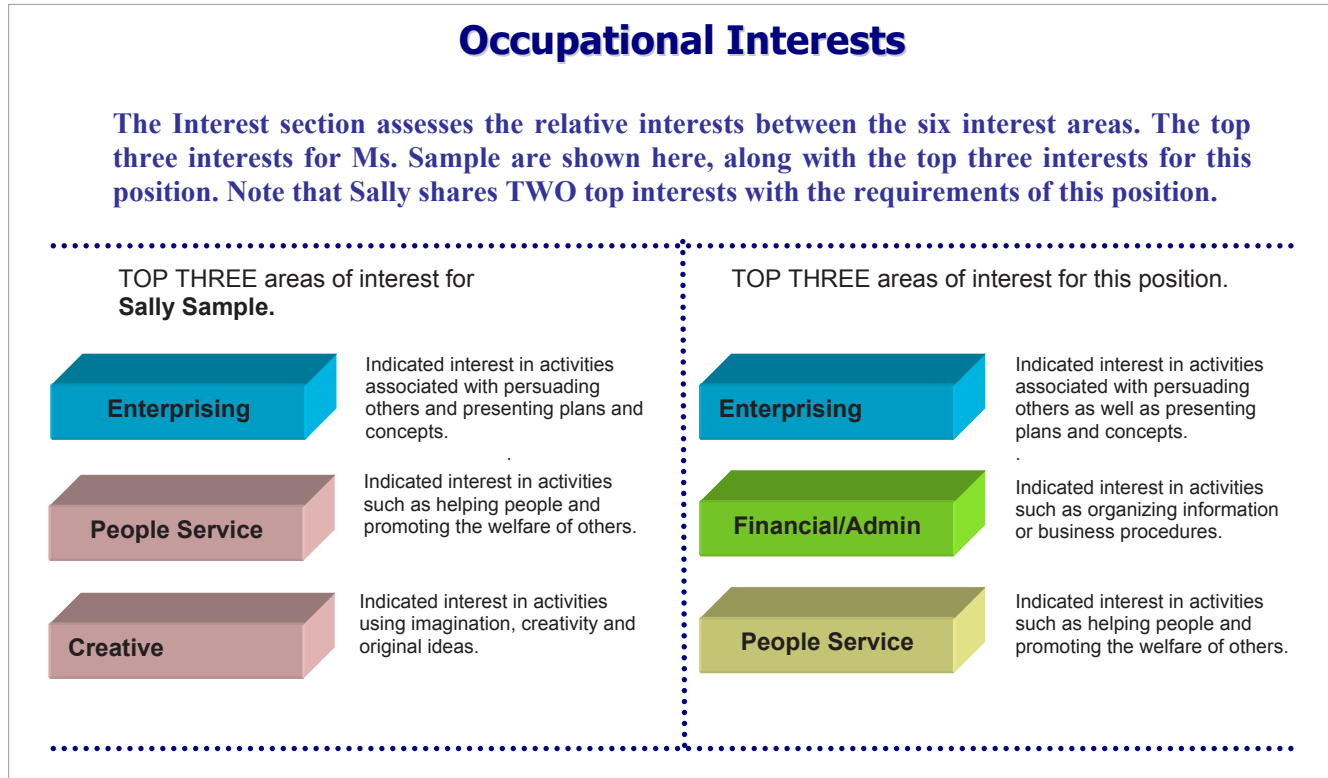 Occupational Interests
The Interest section assesses the relative interests between the six interest areas. The top
three interests for Ms. Sample are shown here, along with the top three interests for this
position. Note that Sally shares TWO top interests with the requirements of this position.
TOP THREE areas of interest for
Sally Sample.
Enterprising
Indicated interest in activities
associated with persuading
others and presenting plans and
concepts.
.
People Service
Indicated interest in activities
such as helping people and
promoting the welfare of others.
Creative
Indicated interest in activities
using imagination, creativity and
original ideas.
TOP THREE areas of interest for this position.
Enterprising
Indicated interest in activities
associated with persuading
others as well as presenting
plans and concepts.
.
Financial/Admin
Indicated interest in activities
such as organizing information
or business procedures.
People Service
Indicated interest in activities
such as helping people and
promoting the welfare of others.